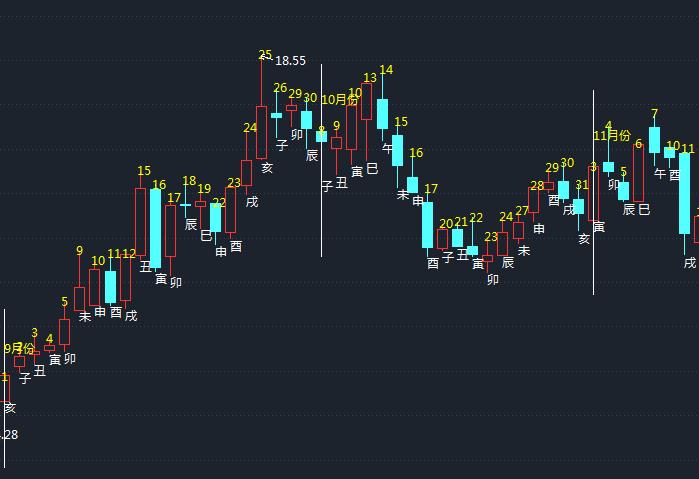 9月份
1
亥
.28
2
子
3
丑
4
寅
5
卯
9
未
10
申
11
酉
12
戌
15
丑
16
寅
17
卯
18
辰
19
巳
22
申
23
酉
24
戌
25
18.55
亥
26
子
29
卯
30
辰
10月份
8
子
9
丑
10
寅
13
巳
14
午
15
未
16
申
17
酉
20
子
21
丑
22
寅
23
卯
24
辰
27
未
28
申
29
酉
30
戌
31
亥
11月份
3
寅
4
卯
5
辰
6
巳
7
午
10
酉
11
戌